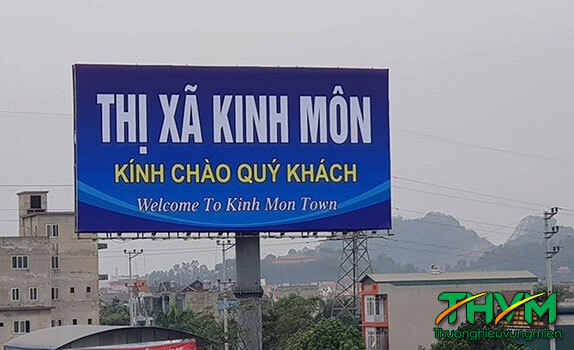 THỊ XÃ KINH MÔN
KÍNH CHÀO QUÝ KHÁCH
Welcome To Kinh Mon Town
THVM
Thuonghieuvungmien